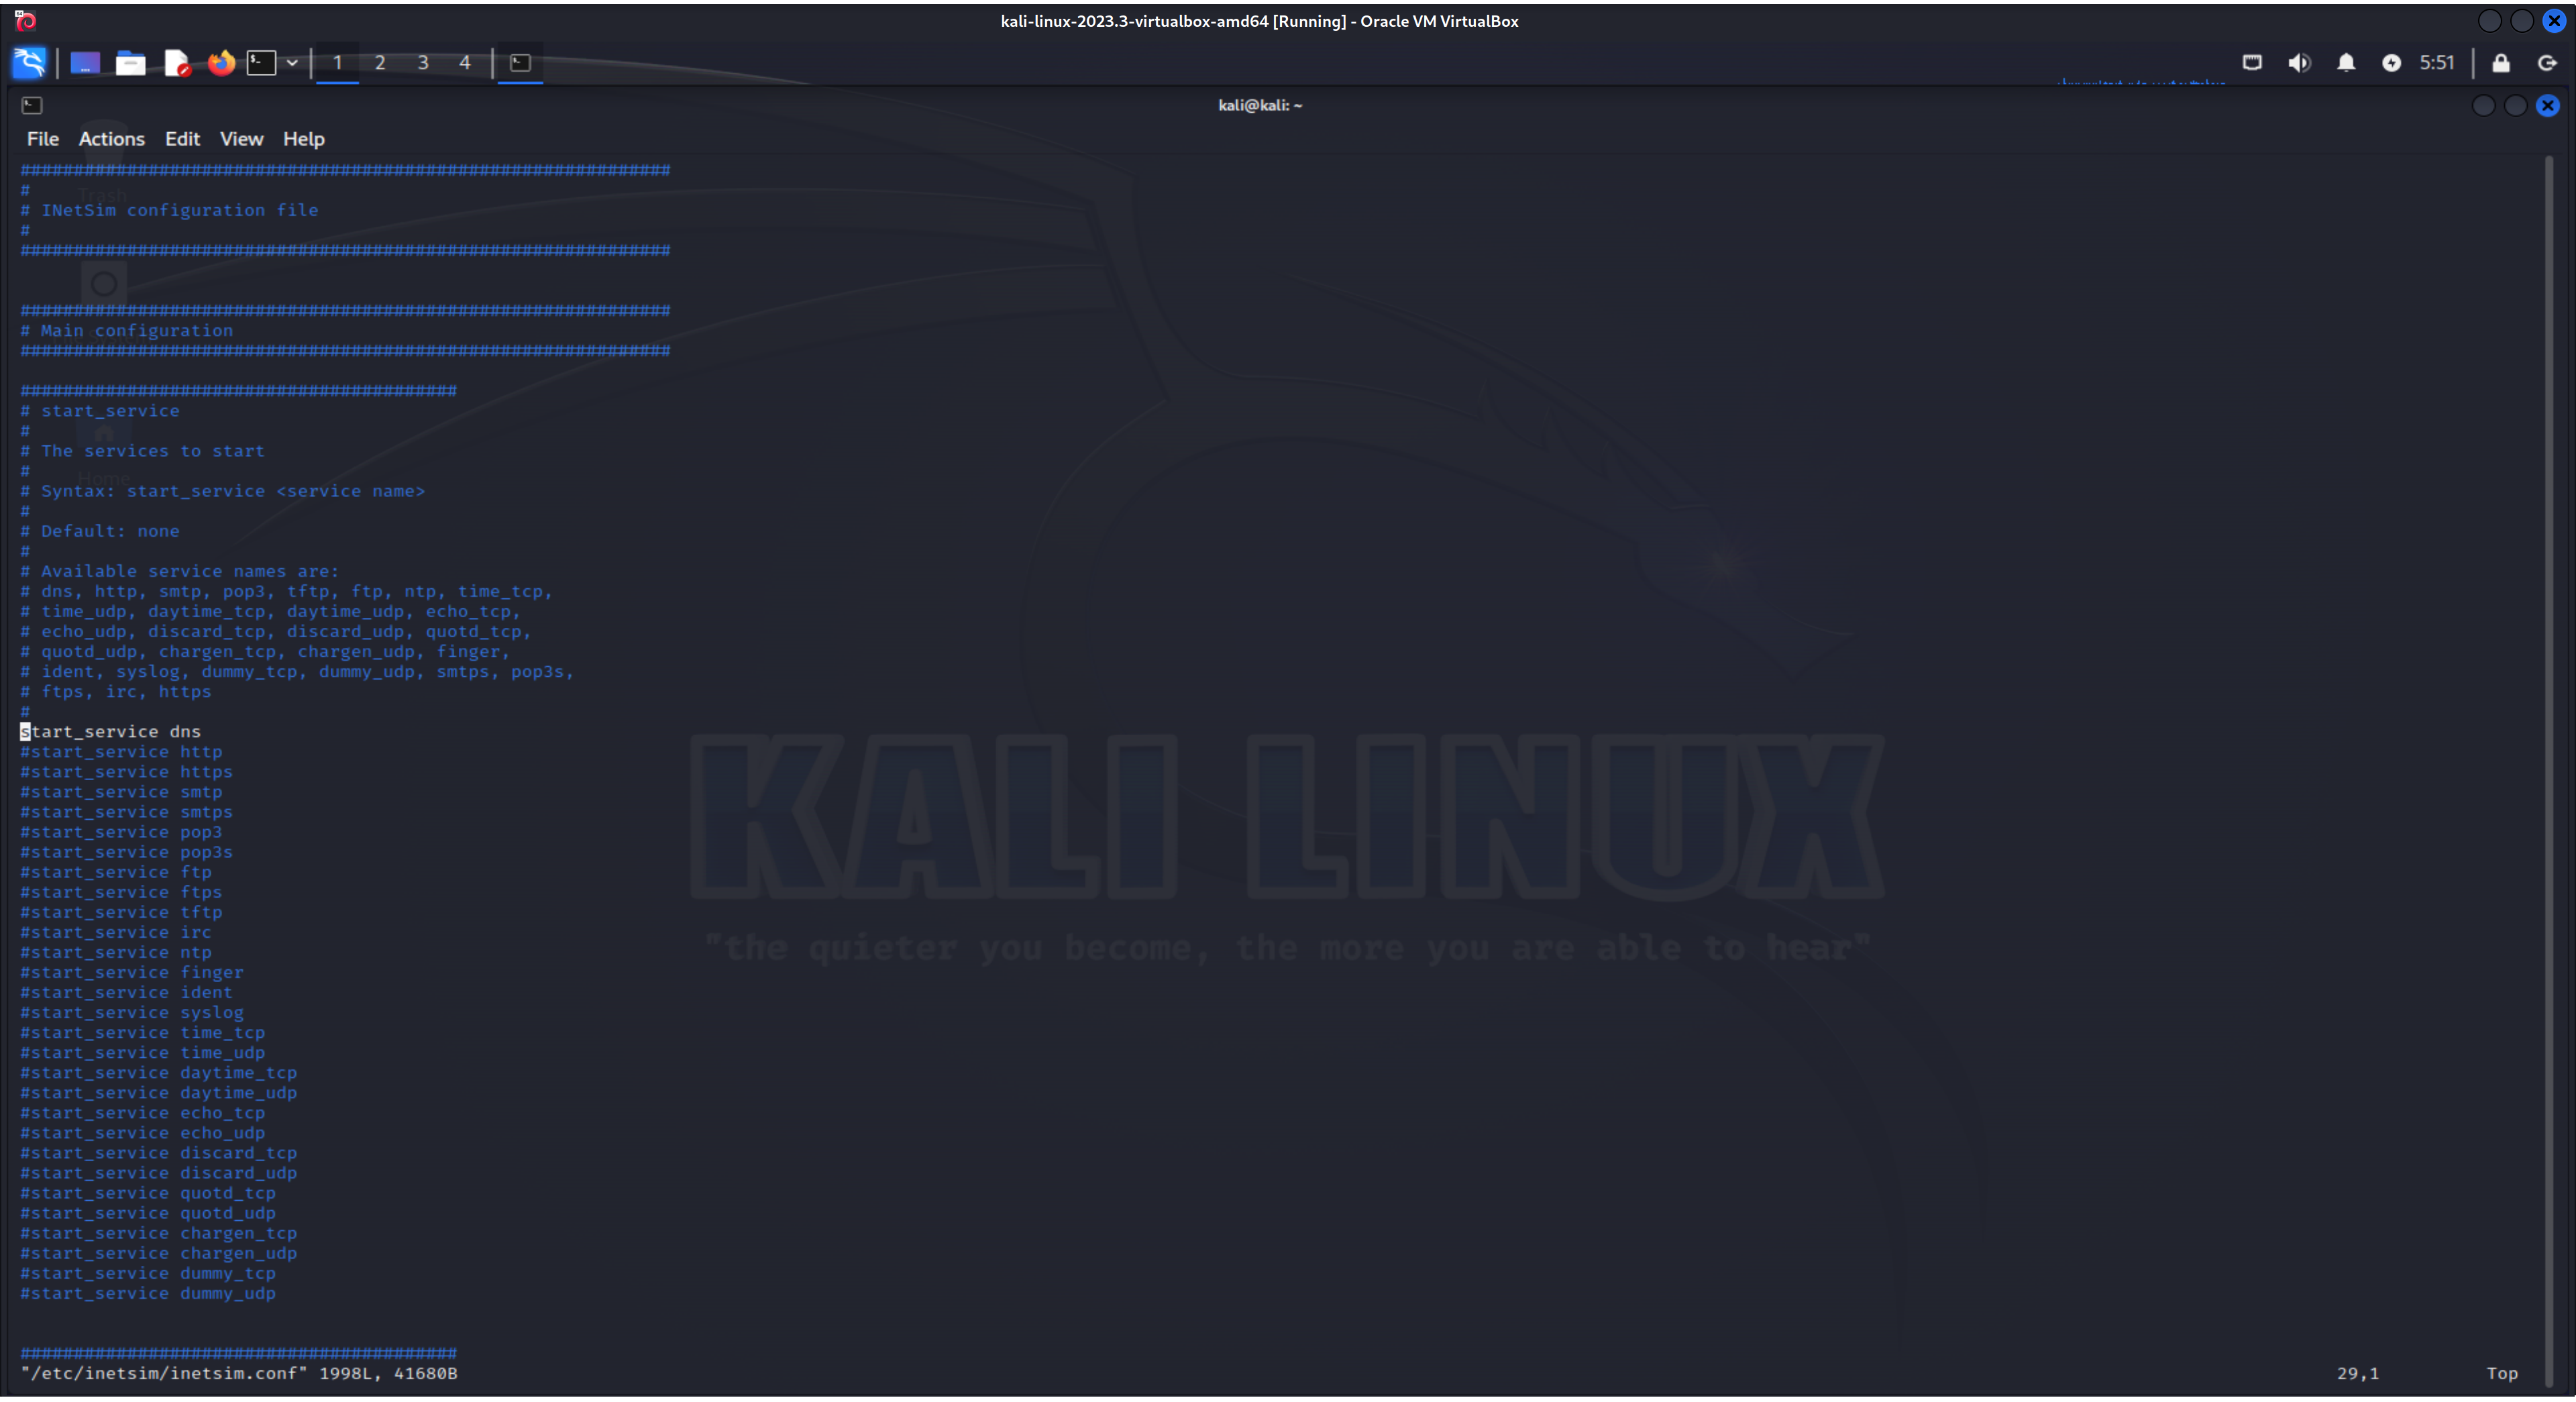 kali-linux-2023.3-virtualbox-amd64 [Running] - Oracle VM VirtualBox
1 2 3 4 5:51
kali@kali: ~
File Actions Edit View Help
#############################################################
#
# INetSim configuration file
#
#############################################################
#############################################################
# Main configuration
#############################################################
#########################################
# start_service
#
# The services to start
#
# Syntax: start_service <service name>
#
# Default: none
#
# Available service names are:
# dns, http, smtp, pop3, tftp, ftp, ntp, time_tcp,
# time_udp, daytime_tcp, daytime_udp, echo_tcp,
# echo_udp, discard_tcp, discard_udp, quotd_tcp,
# quotd_udp, chargen_tcp, chargen_udp, finger,
# ident, syslog, dummy_tcp, dummy_udp, smtps, pop3s,
# ftps, irc, https
#
start_service dns
#start_service http
#start_service https
#start_service smtp
#start_service smtps
#start_service pop3
#start_service pop3s
#start_service ftp
#start_service ftps
#start_service tftp
#start_service irc
#start_service ntp
#start_service finger
#start_service ident
#start_service syslog
#start_service time_tcp
#start_service time_udp
#start_service daytime_tcp
#start_service daytime_udp
#start_service echo_tcp
#start_service echo_udp
#start_service discard_tcp
#start_service discard_udp
#start_service quotd_tcp
#start_service quotd_udp
#start_service chargen_tcp
#start_service chargen_udp
#start_service dummy_tcp
#start_service dummy_udp
#########################################
"/etc/inetsim/inetsim.conf" 1998L, 41680B 29,1 Top
Trash
Home
KALI LINUX
"the quieter you become, the more you are able to hear"